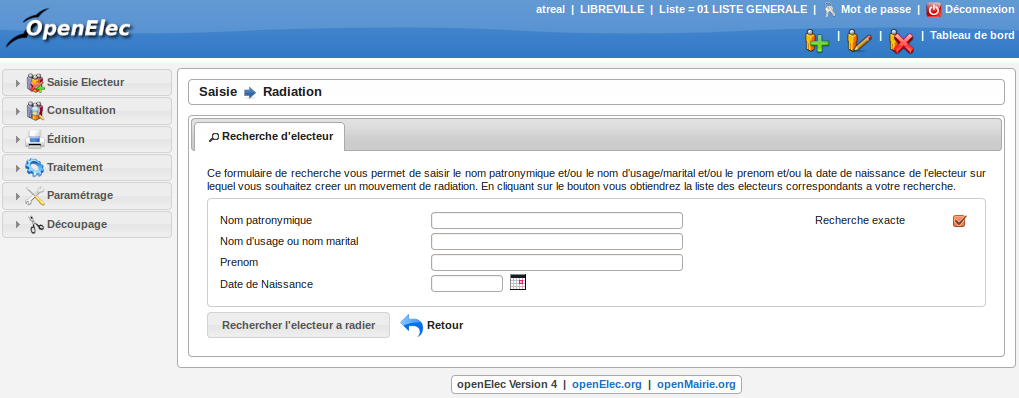 OpenElec
atreal | LIBREVILLE | Liste = 01 LISTE GENERALE | Mot de passe | Déconnexion
| | | Tableau de bord
Saisie Electeur
Consultation
Édition
Traitement
Paramétrage
Découpage
Saisie Radiation
Recherche d'electeur
Ce formulaire de recherche vous permet de saisir le nom patronymique et/ou le nom d'usage/marital et/ou le prenom et/ou la date de naissance de l'electeur sur
lequel vous souhaitez creer un mouvement de radiation. En cliquant sur le bouton vous obtiendrez la liste des electeurs correspondants a votre recherche.
Nom patronymique Recherche exacte
Nom d'usage ou nom marital
Prenom
Date de Naissance
Rechercher l'electeur a radier Retour
openElec Version 4 | openElec.org | openMairie.org